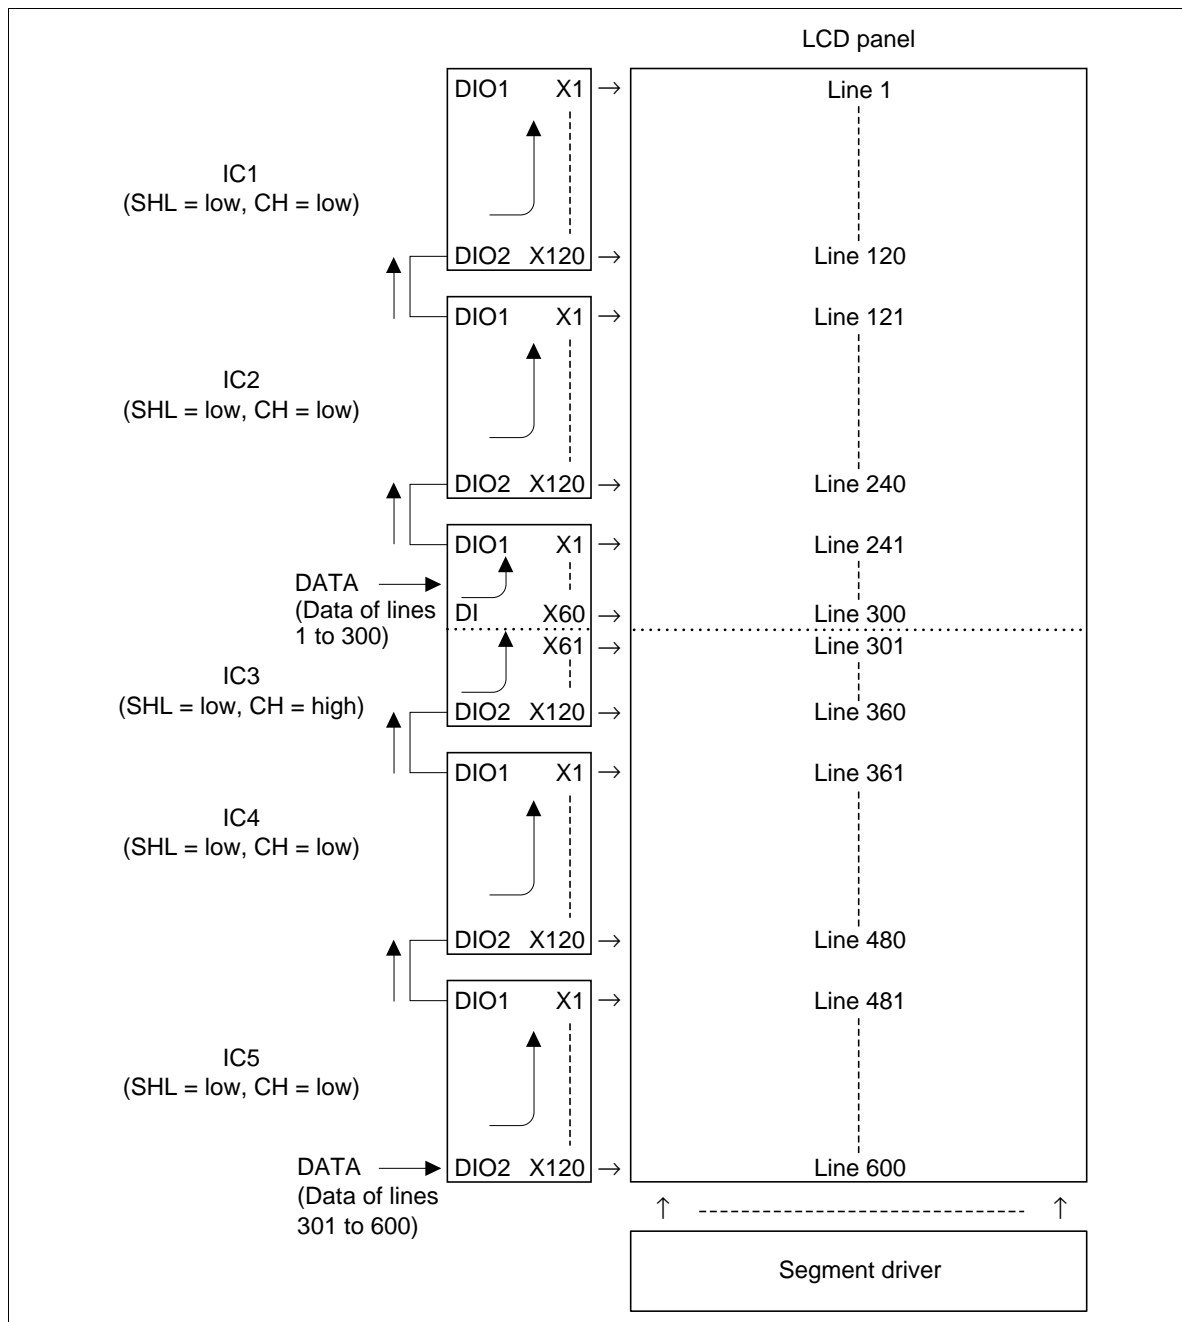 LCD panel
DIO1 X1 → Line 1
IC1
(SHL = low, CH = low)
DIO2 X120 → Line 120
DIO1 X1 → Line 121
IC2
(SHL = low, CH = low)
DIO2 X120 → Line 240
DIO1 X1 → Line 241
DATA
(Data of lines
1 to 300)
DI X60 → Line 300
X61 → Line 301
IC3
(SHL = low, CH = high)
DIO2 X120 → Line 360
DIO1 X1 → Line 361
IC4
(SHL = low, CH = low)
DIO2 X120 → Line 480
DIO1 X1 → Line 481
IC5
(SHL = low, CH = low)
DATA
(Data of lines
301 to 600)
DIO2 X120 → Line 600
Segment driver